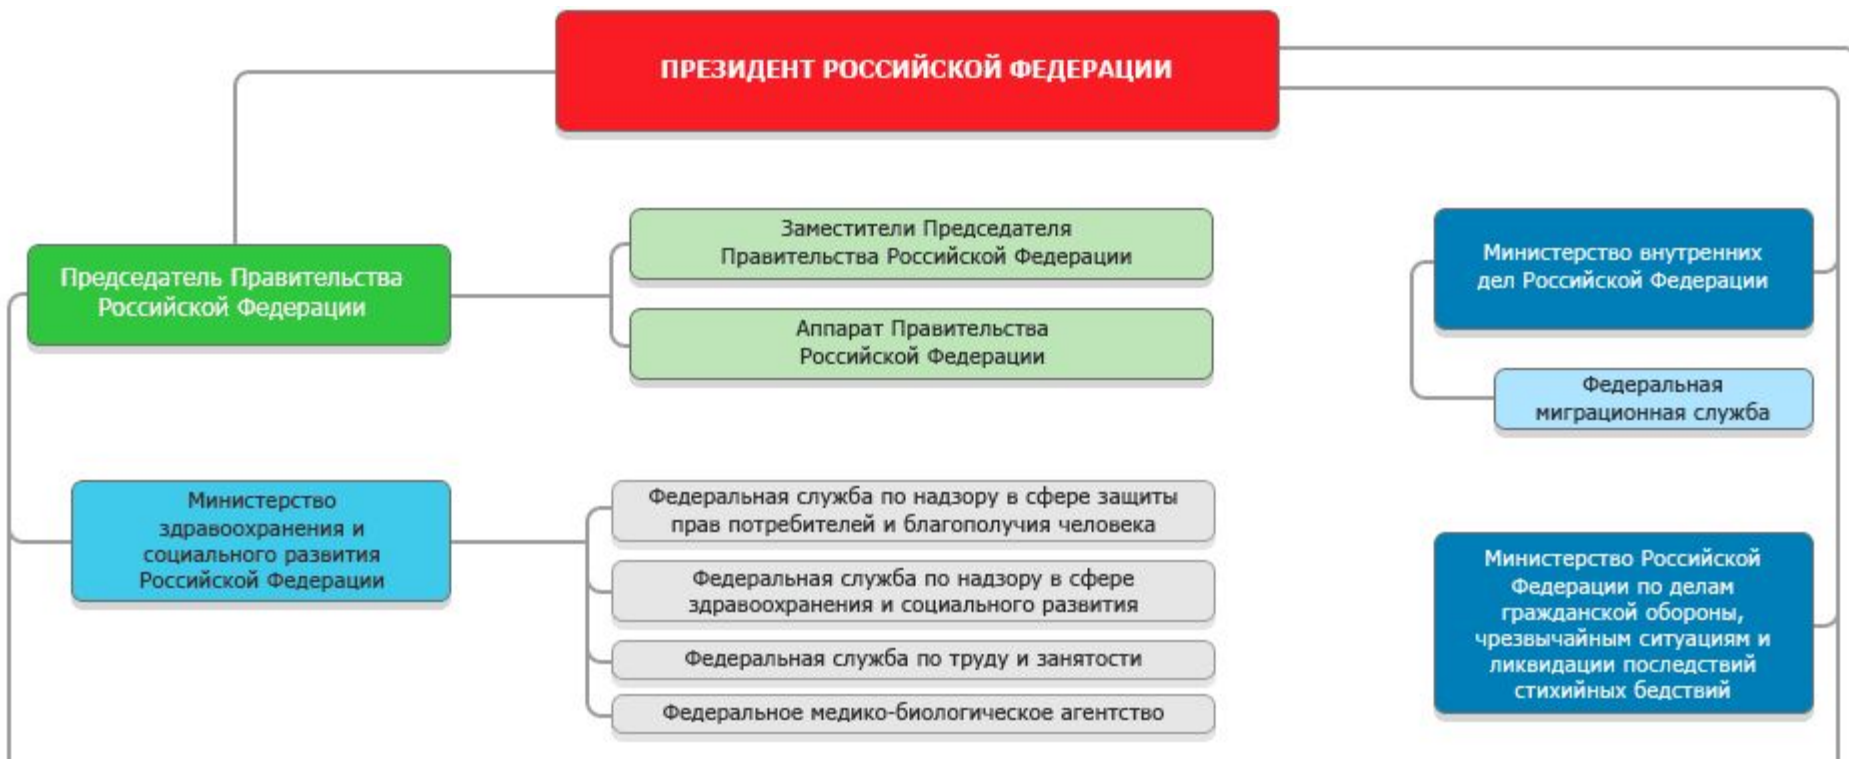 ПРЕЗИДЕНТ РОССИЙСКОЙ ФЕДЕРАЦИИ
Председатель Правительства
Российской Федерации
Заместители Председателя
Правительства Российской Федерации
Аппарат Правительства
Российской Федерации
Министерство внутренних
дел Российской Федерации
Федеральная
миграционная служба
Министерство
здравоохранения и
социального развития
Российской Федерации
Федеральная служба по надзору в сфере защиты
прав потребителей и благополучия человека
Федеральная служба по надзору в сфере
здравоохранения и социального развития
Федеральная служба по труду и занятости
Федеральное медико-биологическое агентство
Министерство Российской
Федерации по делам
гражданской обороны,
чрезвычайным ситуациям и
ликвидации последствий
стихийных бедствий